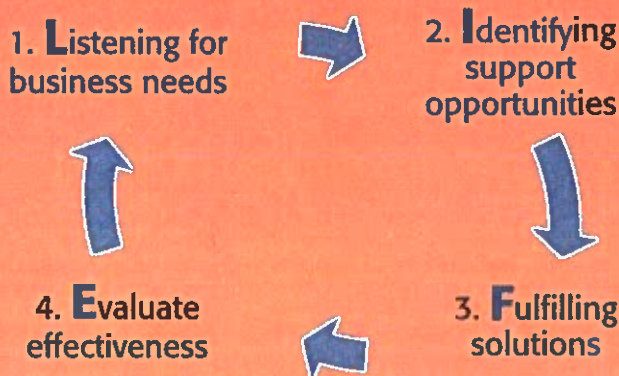 1. Listening for
business needs
2. Identifying
support
opportunities
3. Fulfilling
solutions
4. Evaluate
effectiveness